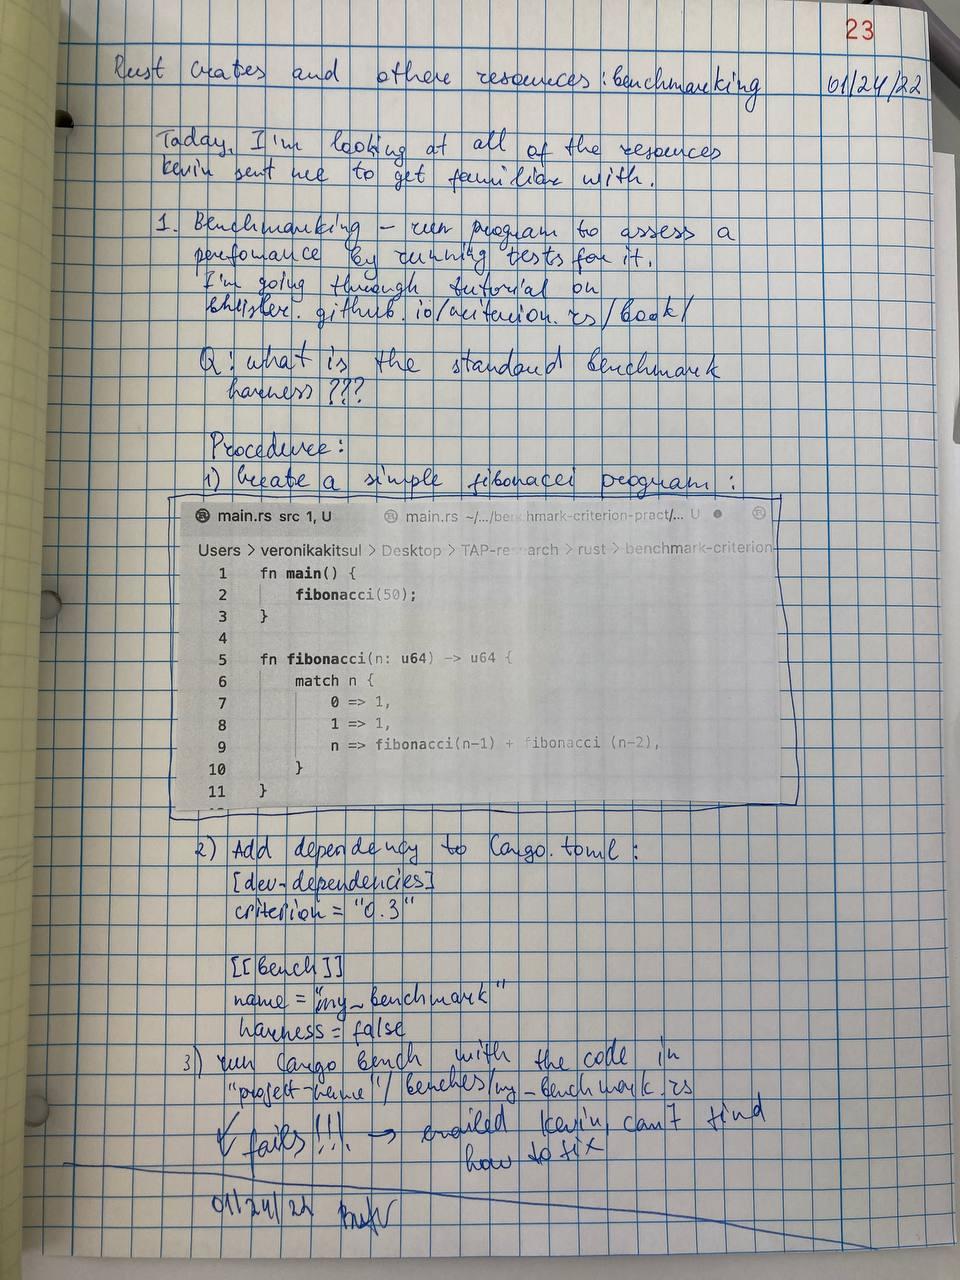 23
Rust crates and othere resources: benchmarking 01/24/22
Taday, I'm looking at all of the resources
Kevin sent me to get familiar with.
1. Benchmarking - run program to assess a
perfomance by running tests for it.
I'm going through tutorial on
bheisler.github.io/criterion.rs/book/
Q: what is the standard benchmark
harness ???
Procedure:
1) Create a simple fibonacci program:
main.rs src 1, U main.rs ~/.../benchmark-criterion-pract/... U
Users > veronikakitsul > Desktop > TAP-re arch > rust > benchmark-criterion
1 fn main() {
2 fibonacci(50);
3 }
4
5 fn fibonacci(n: u64) -> u64 {
6 match n {
7 0 => 1,
8 1 => 1,
9 n => fibonacci(n-1) + fibonacci (n-2),
10 }
11 }
2) Add dependency to Cargo.toml:
[dev-dependencies]
criterion = "0.3"
[[bench]]
name = "my_benchmark"
harness = false
3) run Cargo bench with the code in
"project-name"/benches/my_benchmark.rs
fails!!! → emailed Kevin, can't find
how to fix
01/24/22